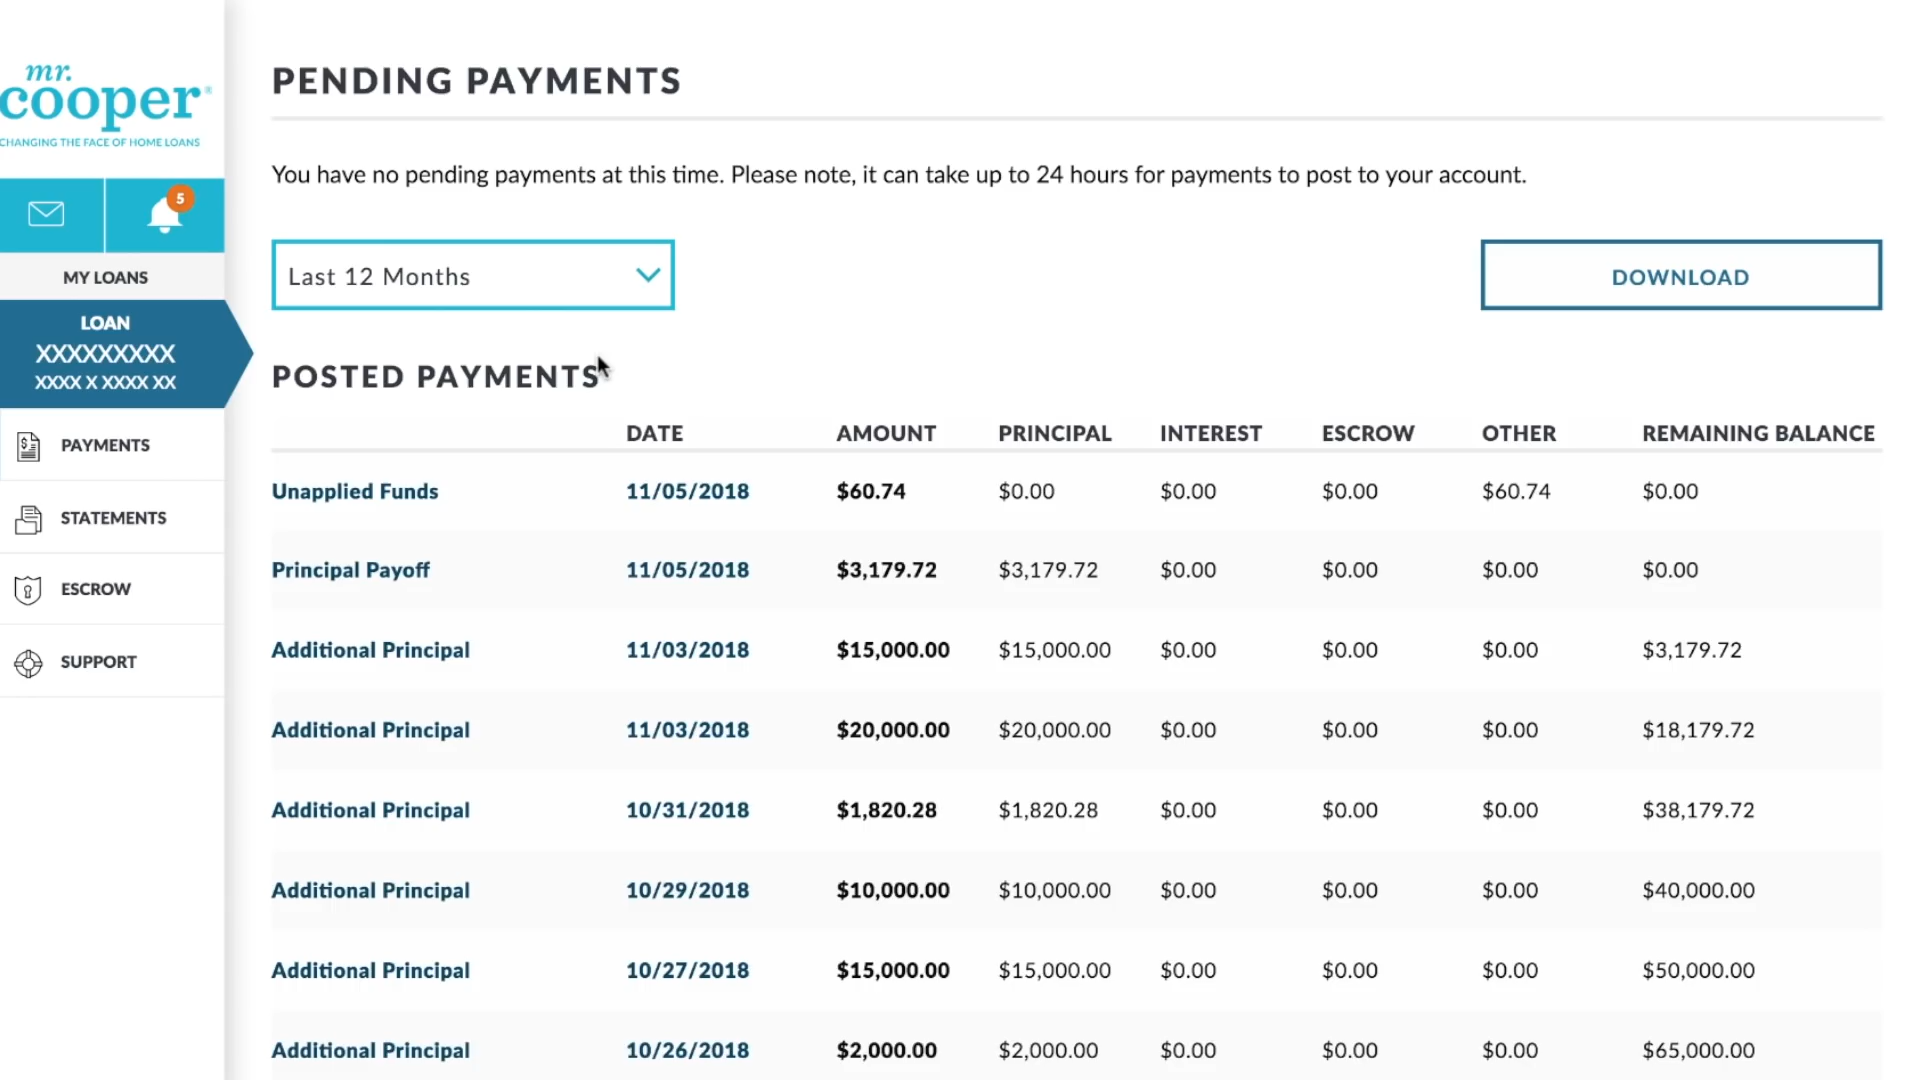 mr.
cooper®
CHANGING THE FACE OF HOME LOANS
5
MY LOANS
LOAN
XXXXXXXXX
XXXX X XXXX XX
PAYMENTS
STATEMENTS
ESCROW
SUPPORT
PENDING PAYMENTS
You have no pending payments at this time. Please note, it can take up to 24 hours for payments to post to your account.
Last 12 Months
DOWNLOAD
POSTED PAYMENTS
DATE AMOUNT PRINCIPAL INTEREST ESCROW OTHER REMAINING BALANCE
Unapplied Funds 11/05/2018 $60.74 $0.00 $0.00 $0.00 $60.74 $0.00
Principal Payoff 11/05/2018 $3,179.72 $3,179.72 $0.00 $0.00 $0.00 $0.00
Additional Principal 11/03/2018 $15,000.00 $15,000.00 $0.00 $0.00 $0.00 $3,179.72
Additional Principal 11/03/2018 $20,000.00 $20,000.00 $0.00 $0.00 $0.00 $18,179.72
Additional Principal 10/31/2018 $1,820.28 $1,820.28 $0.00 $0.00 $0.00 $38,179.72
Additional Principal 10/29/2018 $10,000.00 $10,000.00 $0.00 $0.00 $0.00 $40,000.00
Additional Principal 10/27/2018 $15,000.00 $15,000.00 $0.00 $0.00 $0.00 $50,000.00
Additional Principal 10/26/2018 $2,000.00 $2,000.00 $0.00 $0.00 $0.00 $65,000.00